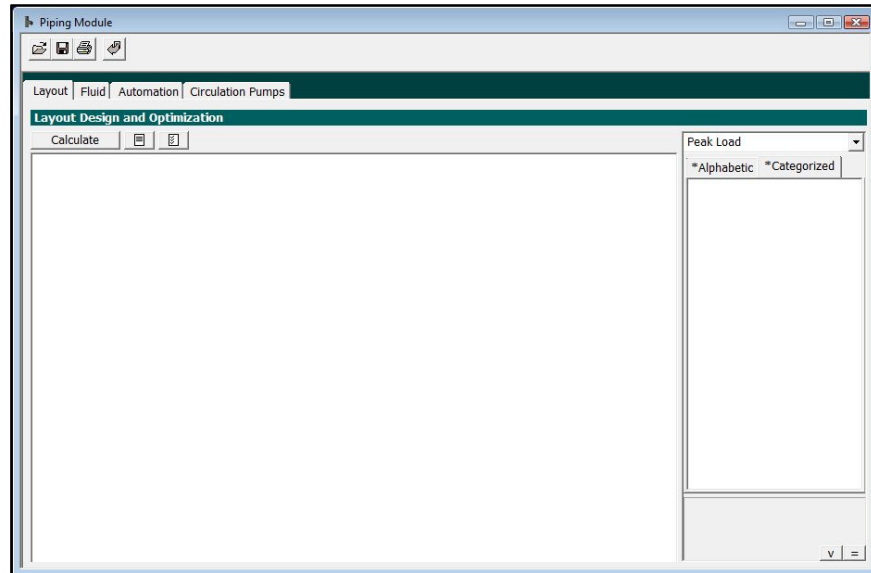 Piping Module
Layout Fluid Automation Circulation Pumps
Layout Design and Optimization
Calculate
Peak Load
*Alphabetic *Categorized
v =